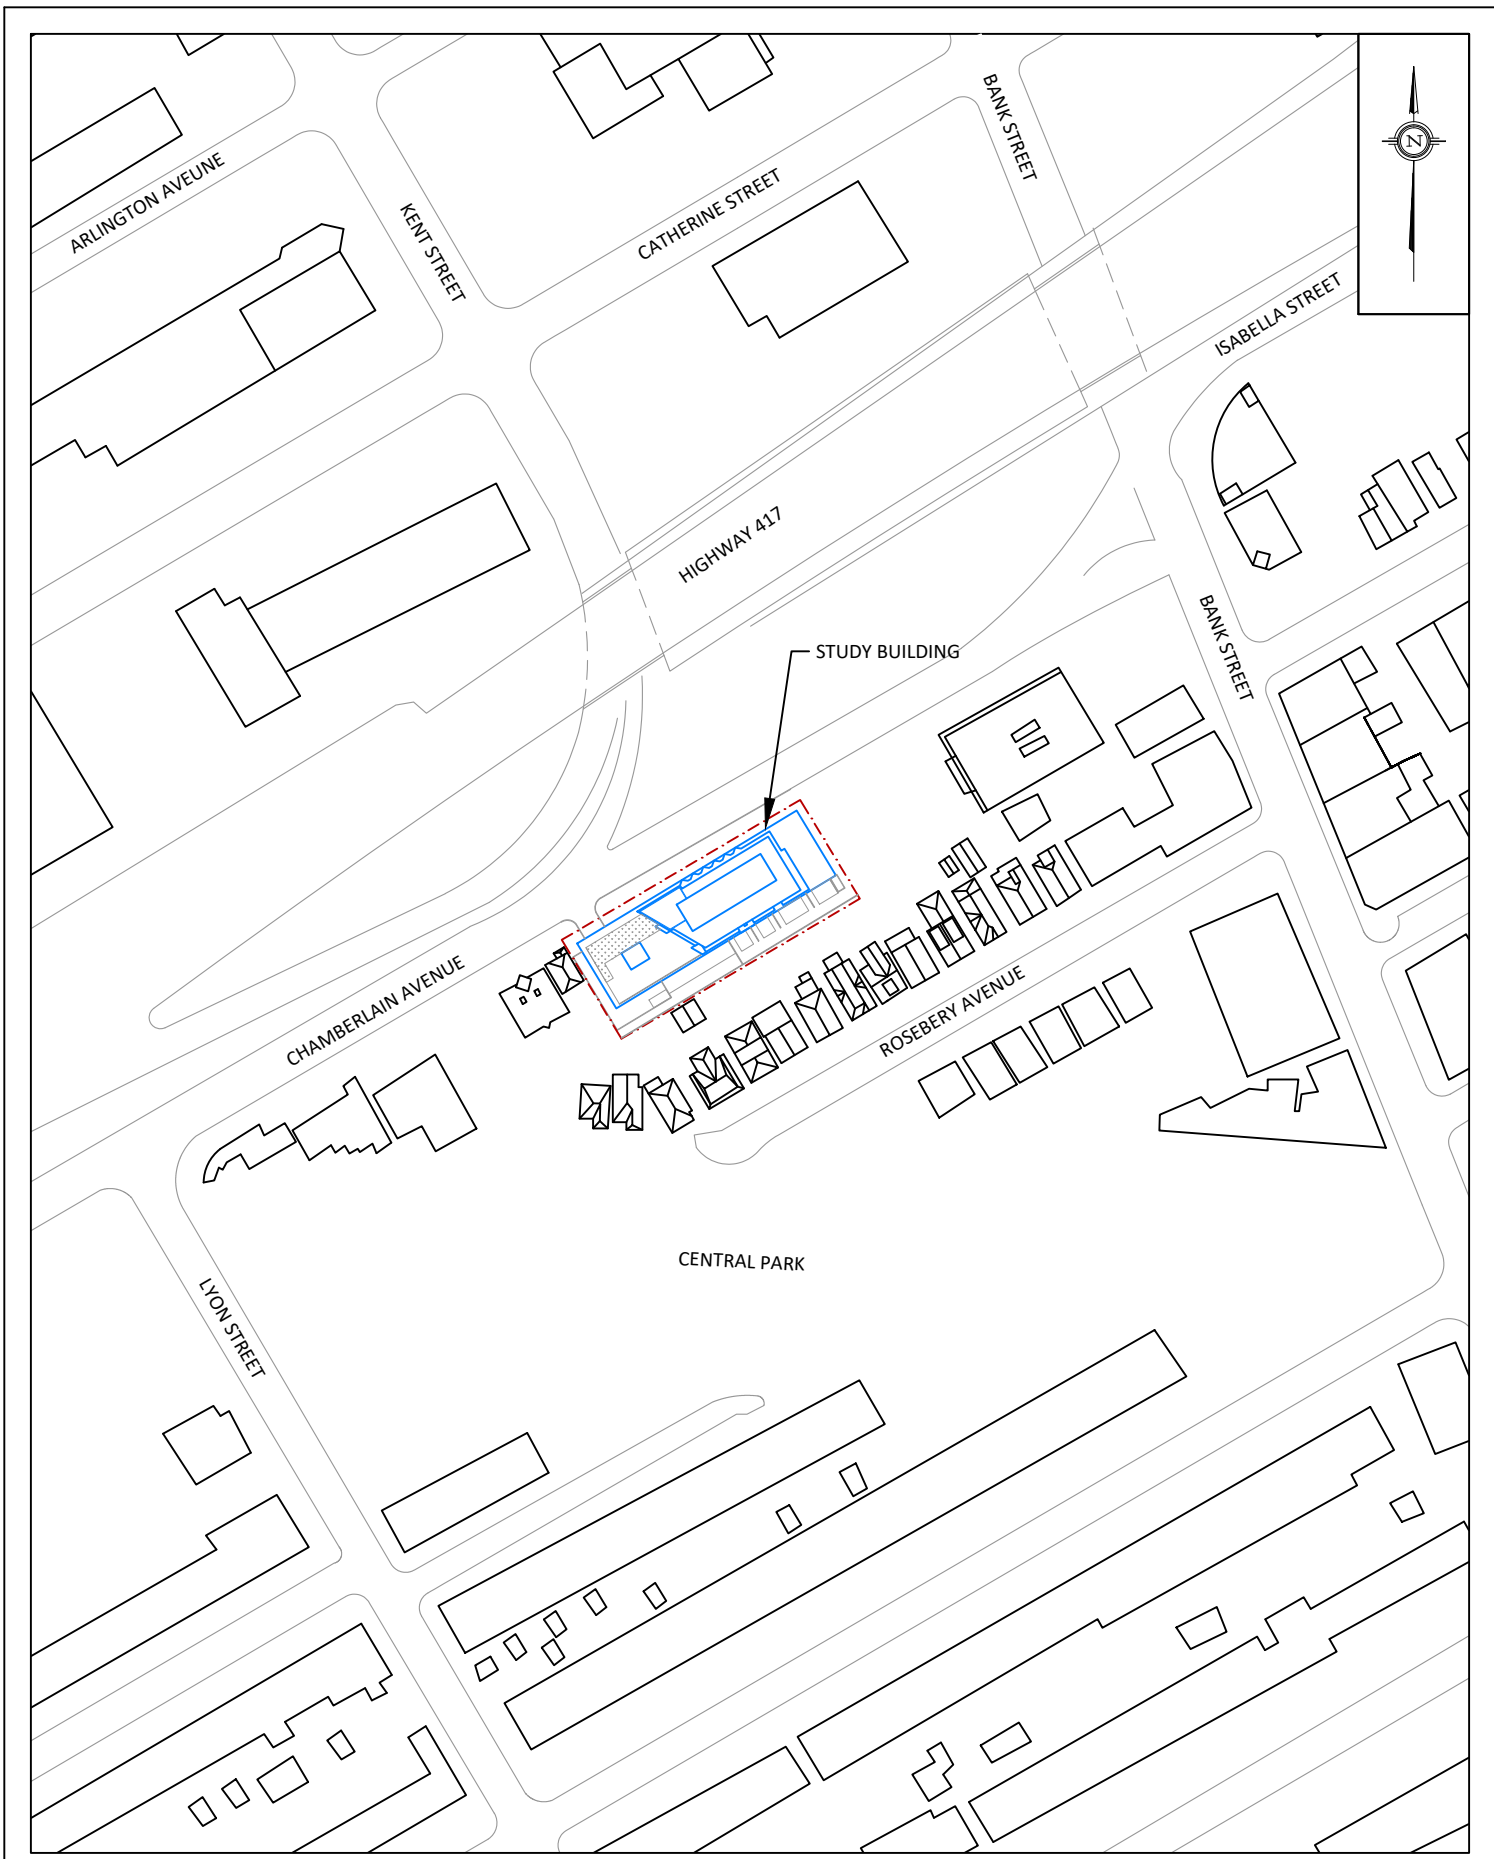 BANK STREET
N
ARLINGTON AVEUNE
KENT STREET
CATHERINE STREET
ISABELLA STREET
HIGHWAY 417
BANK STREET
STUDY BUILDING
CHAMBERLAIN AVENUE
ROSEBERY AVENUE
CENTRAL PARK
LYON STREET